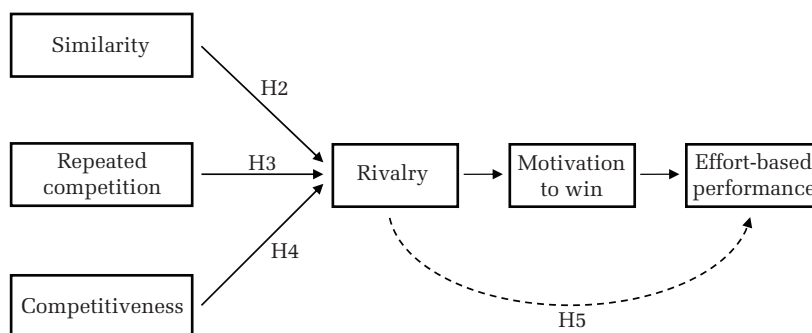 Similarity
H2
Repeated
competition
H3
Rivalry
Motivation
to win
Effort-based
performance
H4
Competitiveness
H5